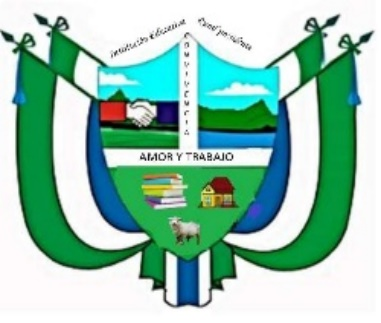 Institución Educativa
CONVIVENCIA
AMOR Y TRABAJO